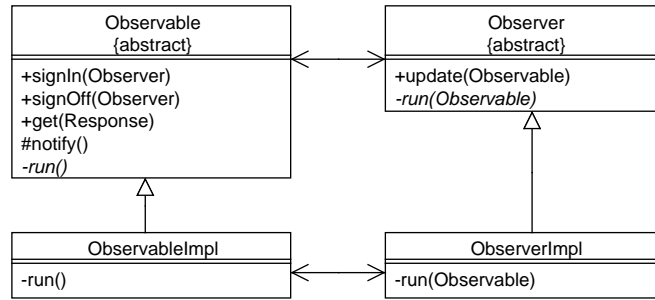 Observable
{abstract}
+signIn(Observer)
+signOff(Observer)
+get(Response)
#notify()
-run()
Observer
{abstract}
+update(Observable)
-run(Observable)
ObservableImpl
-run()
ObserverImpl
-run(Observable)